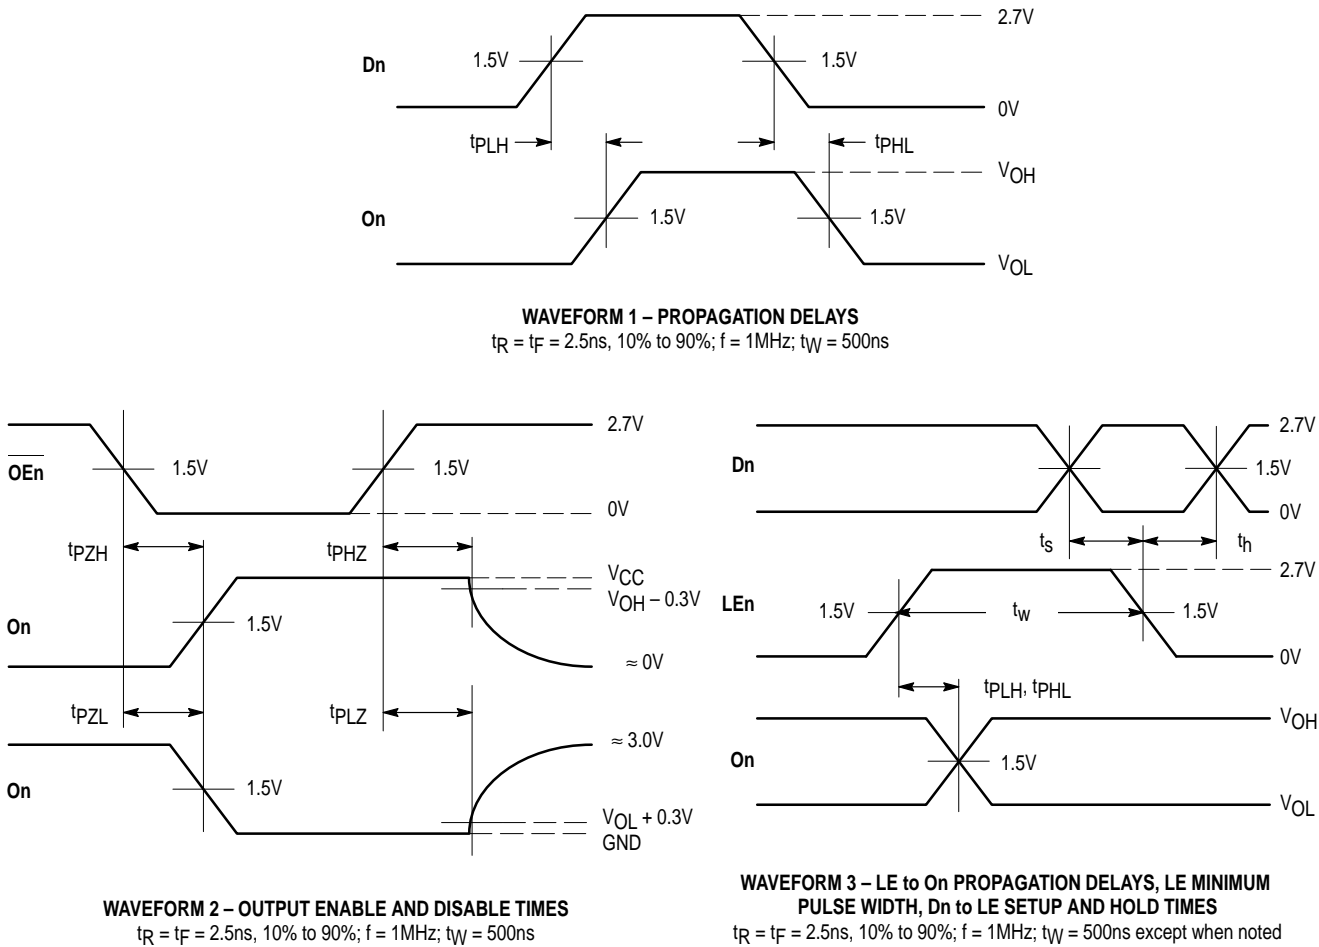 2.7V
Dn
1.5V
1.5V
0V
tPLH
tPHL
VOH
On
1.5V
1.5V
VOL
WAVEFORM 1 – PROPAGATION DELAYS
tR = tF = 2.5ns, 10% to 90%; f = 1MHz; tW = 500ns
2.7V
OEn
1.5V
1.5V
0V
tPZH
tPHZ
VCC
VOH – 0.3V
On
1.5V
≈ 0V
tPZL
tPLZ
≈ 3.0V
On
1.5V
VOL + 0.3V
GND
WAVEFORM 2 – OUTPUT ENABLE AND DISABLE TIMES
tR = tF = 2.5ns, 10% to 90%; f = 1MHz; tW = 500ns
2.7V
Dn
1.5V
0V
ts
th
2.7V
LEn
1.5V
tw
1.5V
0V
tPLH, tPHL
VOH
On
1.5V
VOL
WAVEFORM 3 – LE to On PROPAGATION DELAYS, LE MINIMUM
PULSE WIDTH, Dn to LE SETUP AND HOLD TIMES
tR = tF = 2.5ns, 10% to 90%; f = 1MHz; tW = 500ns except when noted